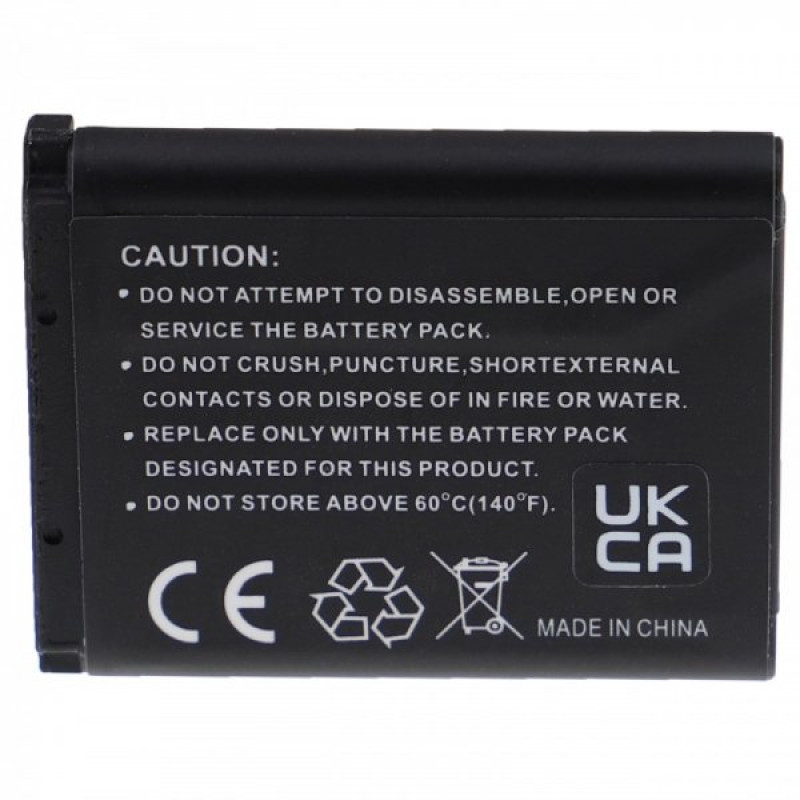 CAUTION:
• DO NOT ATTEMPT TO DISASSEMBLE,OPEN OR
SERVICE THE BATTERY PACK.
• DO NOT CRUSH,PUNCTURE,SHORTEXTERNAL
CONTACTS OR DISPOSE OF IN FIRE OR WATER.
• REPLACE ONLY WITH THE BATTERY PACK
DESIGNATED FOR THIS PRODUCT.
• DO NOT STORE ABOVE 60°C(140°F).
UK
CA
CE
MADE IN CHINA